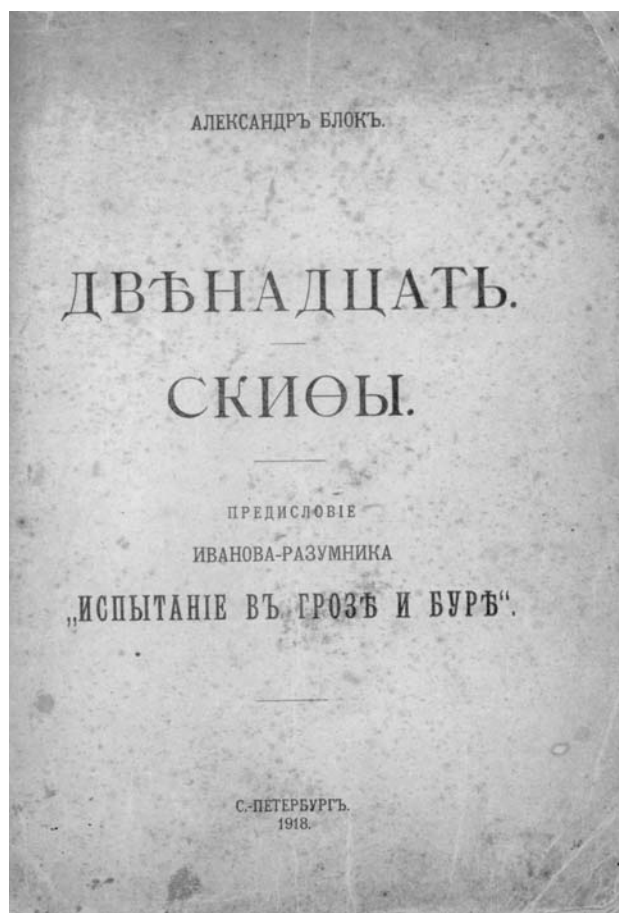 АЛЕКСАНДРЪ БЛОКЪ.
ДВѢНАДЦАТЬ.
СКИѲЫ.
ПРЕДИСЛОВІЕ
ИВАНОВА-РАЗУМНИКА
„ИСПЫТАНІЕ ВЪ ГРОЗѢ И БУРѢ“.
С.-ПЕТЕРБУРГЪ.
1918.